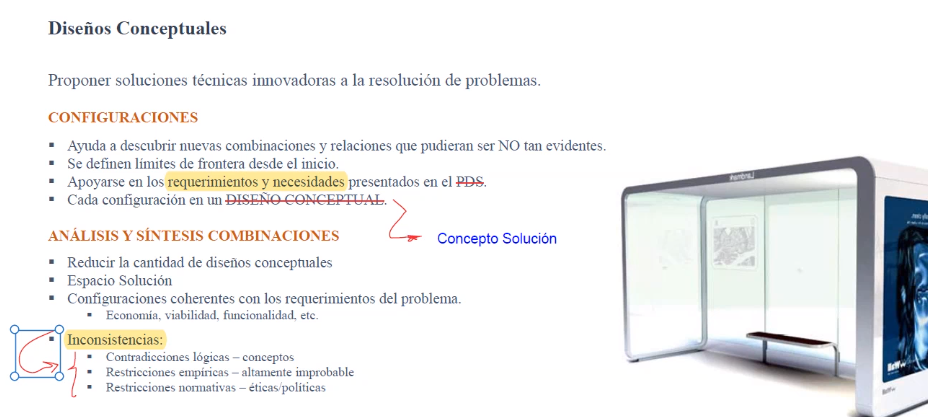 Diseños Conceptuales
Proponer soluciones técnicas innovadoras a la resolución de problemas.
CONFIGURACIONES
▪ Ayuda a descubrir nuevas combinaciones y relaciones que pudieran ser NO tan evidentes.
▪ Se definen límites de frontera desde el inicio.
▪ Apoyarse en los requerimientos y necesidades presentados en el PDS.
▪ Cada configuración en un DISEÑO CONCEPTUAL.
Concepto Solución
ANÁLISIS Y SÍNTESIS COMBINACIONES
▪ Reducir la cantidad de diseños conceptuales
▪ Espacio Solución
▪ Configuraciones coherentes con los requerimientos del problema.
▪ Economía, viabilidad, funcionalidad, etc.
▪ Inconsistencias:
▪ Contradicciones lógicas – conceptos
▪ Restricciones empíricas – altamente improbable
▪ Restricciones normativas – éticas/políticas